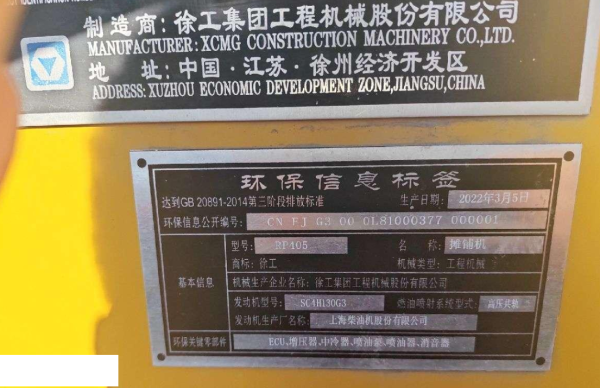 制造商：徐工集团工程机械股份有限公司
MANUFACTURER: XCMG CONSTRUCTION MACHINERY CO.,LTD.
地 址：中国·江苏·徐州经济开发区
ADDRESS: XUZHOU ECONOMIC DEVELOPMENT ZONE,JIANGSU,CHINA
环保信息标签
达到GB 20891-2014第三阶段排放标准 生产日期：2022年3月5日
环保信息公开编号：CN FJ G3 00 0L81000377 000001
基本信息
型号：RP405 名称：摊铺机
商标：徐工 机械类型：工程机械
机械生产企业名称：徐工集团工程机械股份有限公司
发动机型号：SC4H130G3 燃油喷射系统型式：高压共轨
发动机生产厂名称：上海柴油机股份有限公司
环保关键零部件 ECU、增压器、中冷器、喷油泵、喷油器、消音器